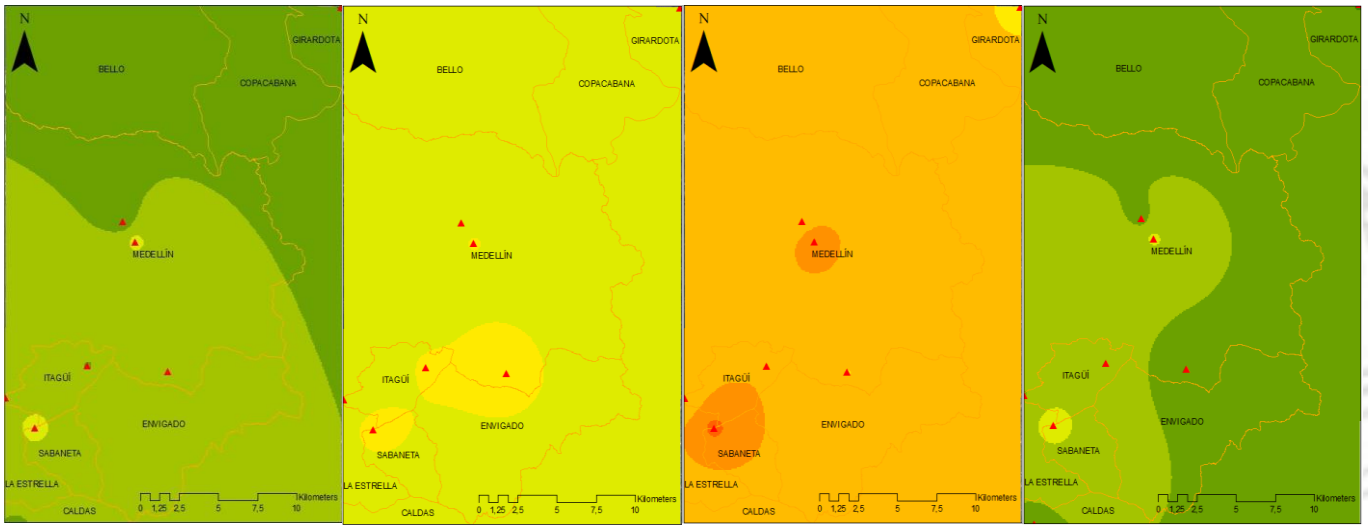 N
GIRARDOTA
BELLO
COPACABANA
MEDELLÍN
ITAGÜÍ
ENVIGADO
SABANETA
LA ESTRELLA
CALDAS
0 1,25 2,5 5 7,5 10
Kilometers
N
GIRARDOTA
BELLO
COPACABANA
MEDELLÍN
ITAGÜÍ
ENVIGADO
SABANETA
LA ESTRELLA
CALDAS
0 1,25 2,5 5 7,5 10
Kilometers
N
GIRARDOTA
BELLO
COPACABANA
MEDELLÍN
ITAGÜÍ
ENVIGADO
SABANETA
LA ESTRELLA
CALDAS
0 1,25 2,5 5 7,5 10
Kilometers
N
GIRARDOTA
BELLO
COPACABANA
MEDELLÍN
ITAGÜÍ
ENVIGADO
SABANETA
LA ESTRELLA
CALDAS
0 1,25 2,5 5 7,5 10
Kilometers